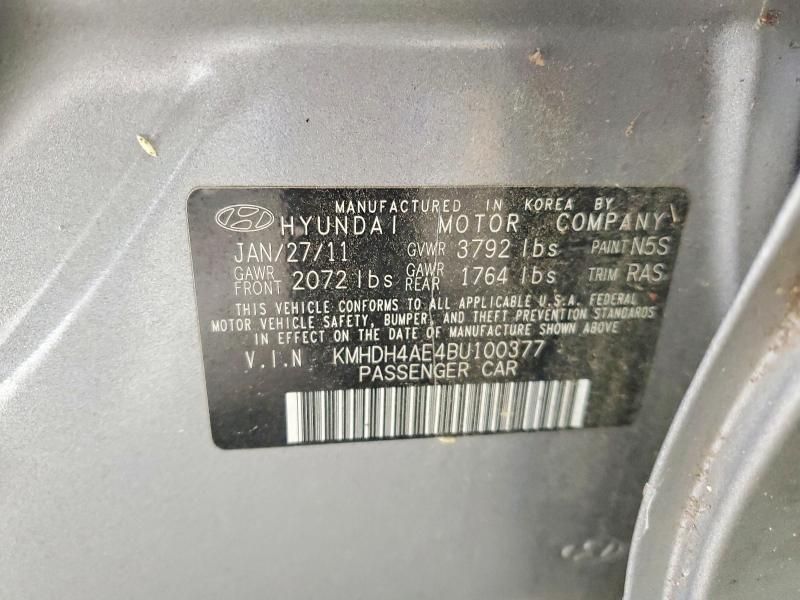 MANUFACTURED IN KOREA BY
HYUNDAI MOTOR COMPANY
JAN/27/11 GVWR 3792 lbs PAINT N5S
GAWR FRONT 2072 lbs GAWR REAR 1764 lbs TRIM RAS
THIS VEHICLE CONFORMS TO ALL APPLICABLE U.S.A. FEDERAL
MOTOR VEHICLE SAFETY, BUMPER, AND THEFT PREVENTION STANDARDS
IN EFFECT ON THE DATE OF MANUFACTURE SHOWN ABOVE.
V.I.N KMHDH4AE4BU100377
PASSENGER CAR